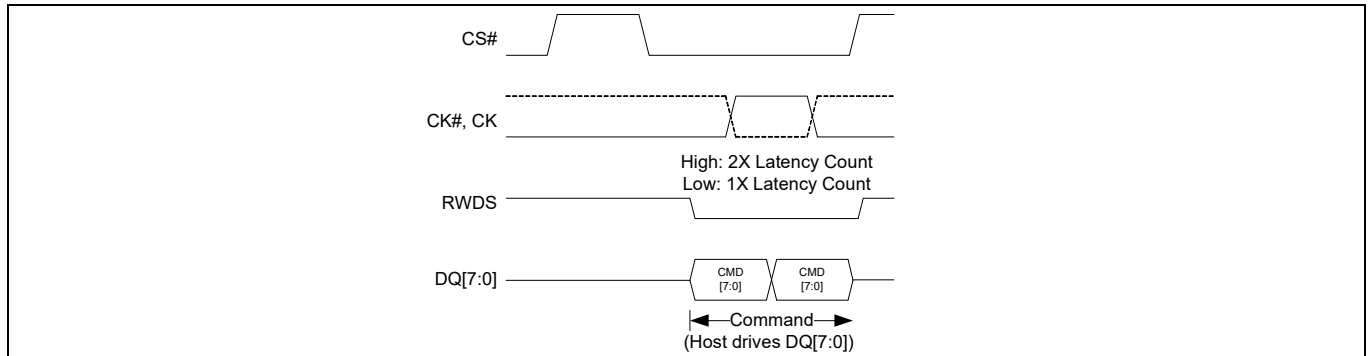 CS#
CK#, CK
High: 2X Latency Count
Low: 1X Latency Count
RWDS
DQ[7:0]
CMD
[7:0]
CMD
[7:0]
Command
(Host drives DQ[7:0])